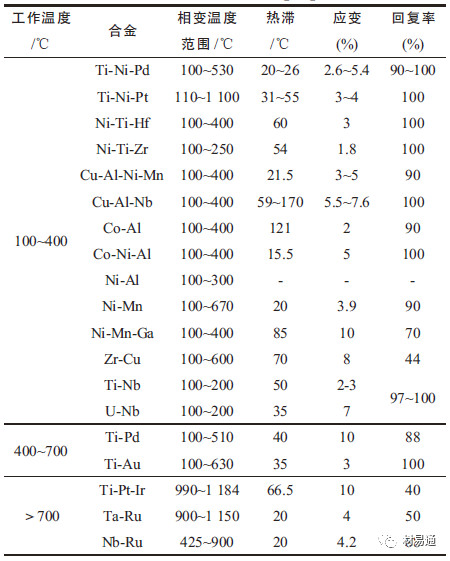 工作温度 合金 相变温度 热滞 应变 回复率
/℃ 范围/℃ /℃ (%) (%)
Ti-Ni-Pd 100~530 20~26 2.6~5.4 90~100
Ti-Ni-Pt 110~1 100 31~55 3~4 100
Ni-Ti-Hf 100~400 60 3 100
Ni-Ti-Zr 100~250 54 1.8 100
Cu-Al-Ni-Mn 100~400 21.5 3~5 90
Cu-Al-Nb 100~400 59~170 5.5~7.6 100
Co-Al 100~400 121 2 90
100~400 Co-Ni-Al 100~400 15.5 5 100
Ni-Al 100~300 - - -
Ni-Mn 100~670 20 3.9 90
Ni-Mn-Ga 100~400 85 10 70
Zr-Cu 100~600 70 8 44
Ti-Nb 100~200 50 2-3 97~100
U-Nb 100~200 35 7
400~700 Ti-Pd 100~510 40 10 88
Ti-Au 100~630 35 3 100
Ti-Pt-Ir 990~1 184 66.5 10 40
>700 Ta-Ru 900~1 150 20 4 50
Nb-Ru 425~900 20 4.2
材易通